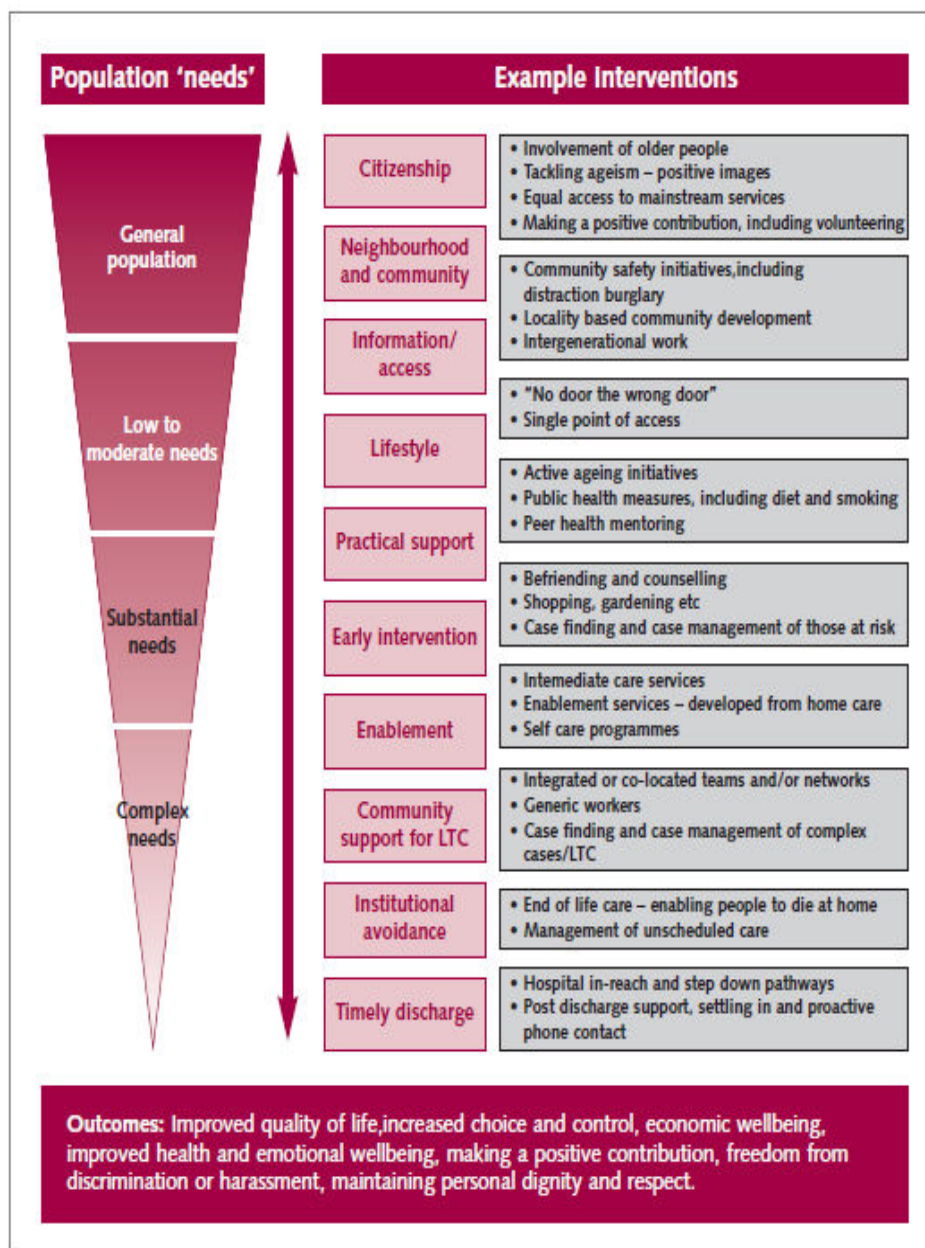 Population ‘needs’
Example interventions
General
population
Low to
moderate needs
Substantial
needs
Complex
needs
Citizenship
• Involvement of older people
• Tackling ageism – positive images
• Equal access to mainstream services
• Making a positive contribution, including volunteering
Neighbourhood
and community
• Community safety initiatives,including
distraction burglary
• Locality based community development
• Intergenerational work
Information/
access
• "No door the wrong door"
• Single point of access
Lifestyle
• Active ageing initiatives
• Public health measures, including diet and smoking
• Peer health mentoring
Practical support
• Befriending and counselling
• Shopping, gardening etc
• Case finding and case management of those at risk
Early intervention
• Intemediate care services
• Enablement services – developed from home care
• Self care programmes
Enablement
• Integrated or co-located teams and/or networks
• Generic workers
• Case finding and case management of complex
cases/LTC
Community
support for LTC
Institutional
avoidance
• End of life care – enabling people to die at home
• Management of unscheduled care
Timely discharge
• Hospital in-reach and step down pathways
• Post discharge support, settling in and proactive
phone contact
Outcomes: Improved quality of life,increased choice and control, economic wellbeing,
improved health and emotional wellbeing, making a positive contribution, freedom from
discrimination or harassment, maintaining personal dignity and respect.